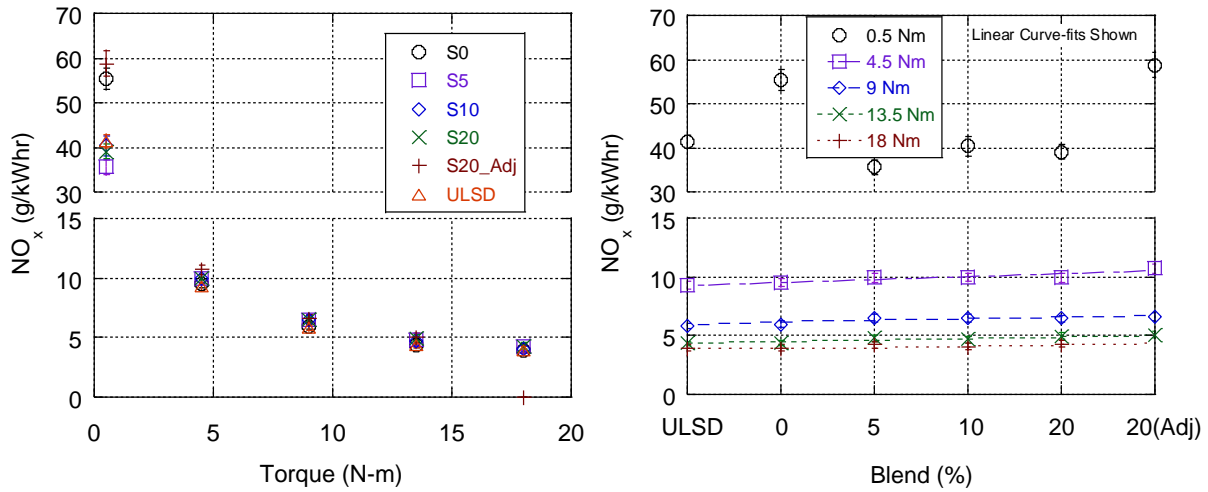 70
60
50
40
30
15
10
5
0
NOx (g/kWhr)
S0
S5
S10
S20
S20_Adj
ULSD
0 5 10 15 20
Torque (N-m)
70
60
50
40
30
15
10
5
0
NOx (g/kWhr)
0.5 Nm
4.5 Nm
9 Nm
13.5 Nm
18 Nm
Linear Curve-fits Shown
ULSD 0 5 10 20 20(Adj)
Blend (%)